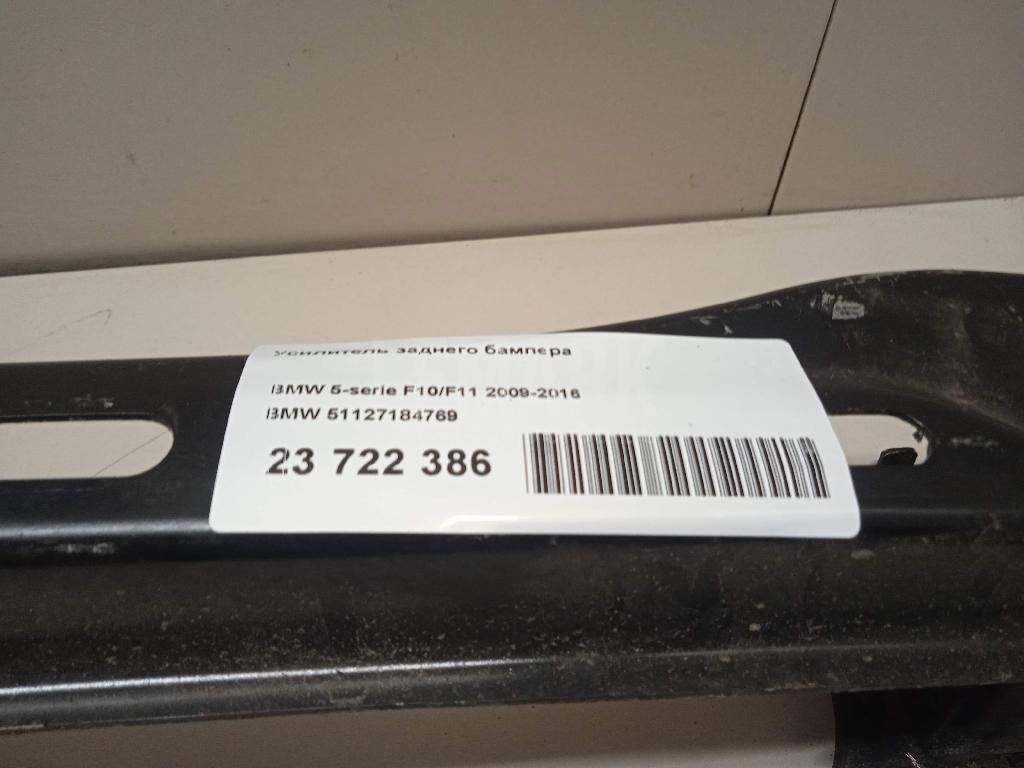 Усилитель заднего бампера
BMW 5-serie F10/F11 2009-2016
BMW 51127184769
23 722 386